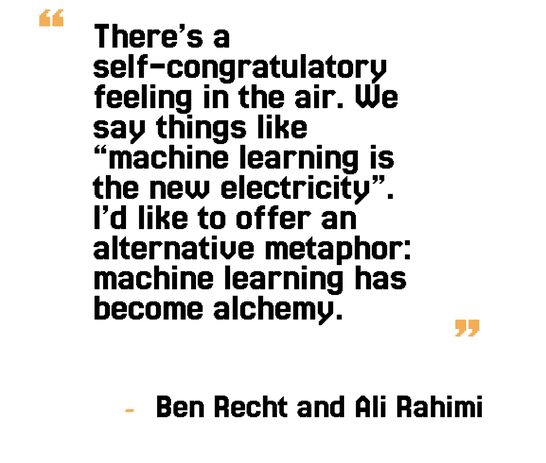 “
There’s a
self-congratulatory
feeling in the air. We
say things like
“machine learning is
the new electricity”.
I’d like to offer an
alternative metaphor:
machine learning has
become alchemy.
”
- Ben Recht and Ali Rahimi